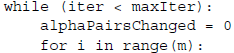 while (iter < maxIter):
    alphaPairsChanged = 0
    for i in range(m):